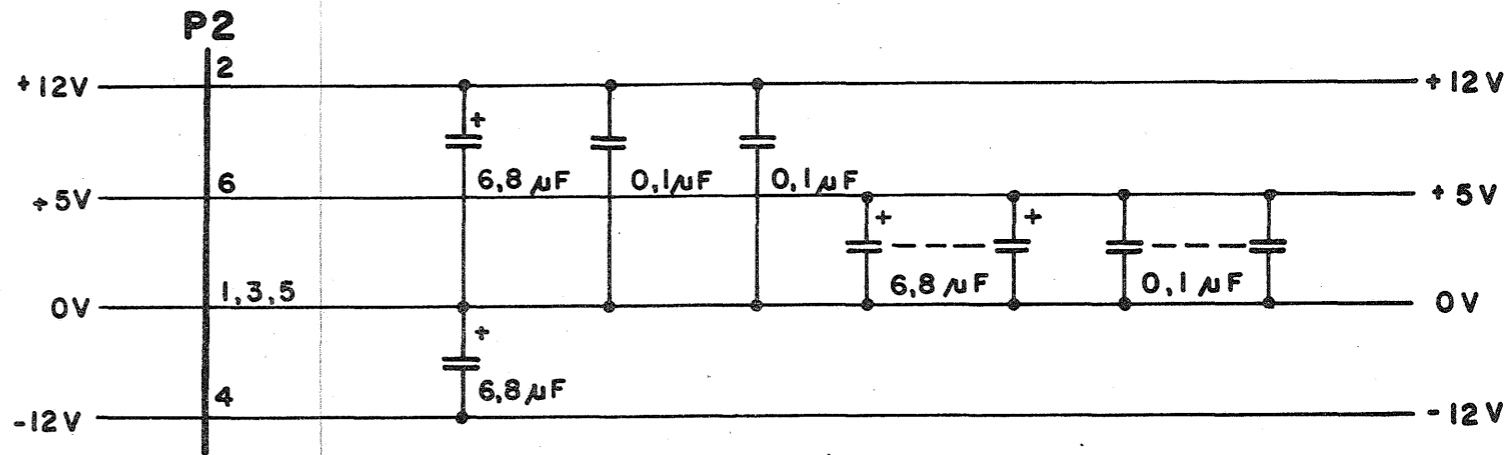 P2
+12V 2 +12V
+
6,8 µF 0,1µF 0,1µF
+5V 6 +5V
+ +
6,8 µF 0,1 µF
0V 1,3,5 0V
+
6,8 µF
-12V 4 -12V